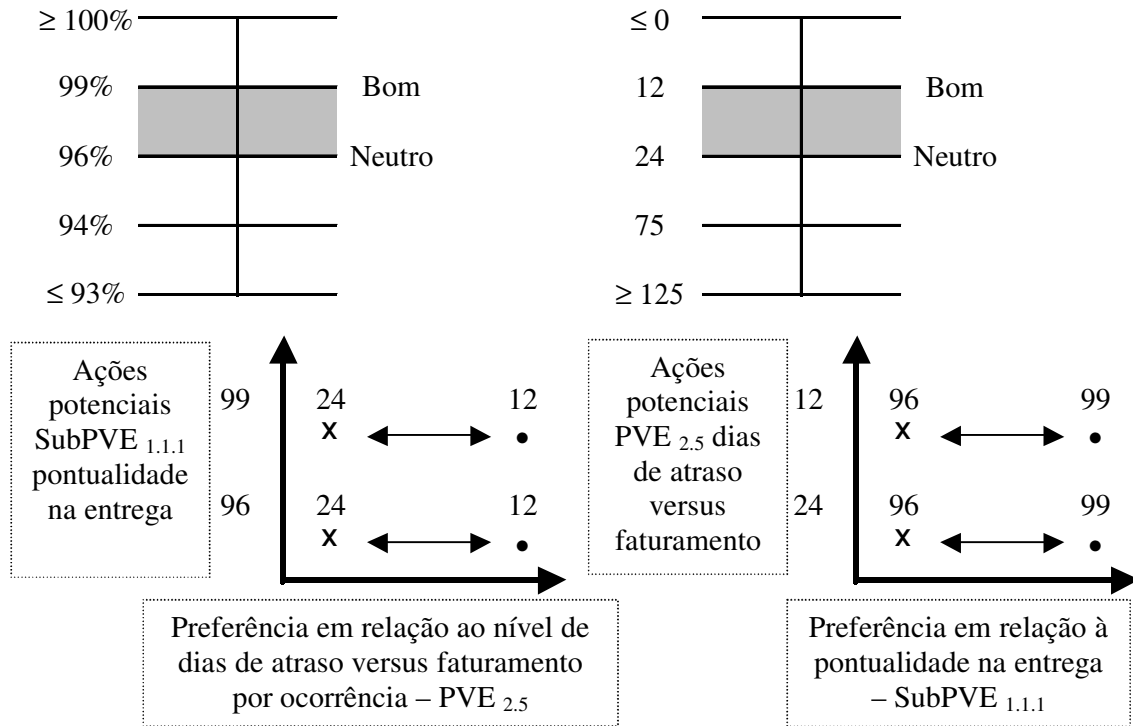 ≥ 100%
99%
Bom
96%
Neutro
94%
≤ 93%
≤ 0
12
Bom
24
Neutro
75
≥ 125
Ações
potenciais
SubPVE 1.1.1
pontualidade
na entrega
99
24
12
x
•
96
24
12
x
•
Preferência em relação ao nível de
dias de atraso versus faturamento
por ocorrência – PVE 2.5
Ações
potenciais
PVE 2.5 dias
de atraso
versus
faturamento
12
96
99
x
•
24
96
99
x
•
Preferência em relação à
pontualidade na entrega
– SubPVE 1.1.1